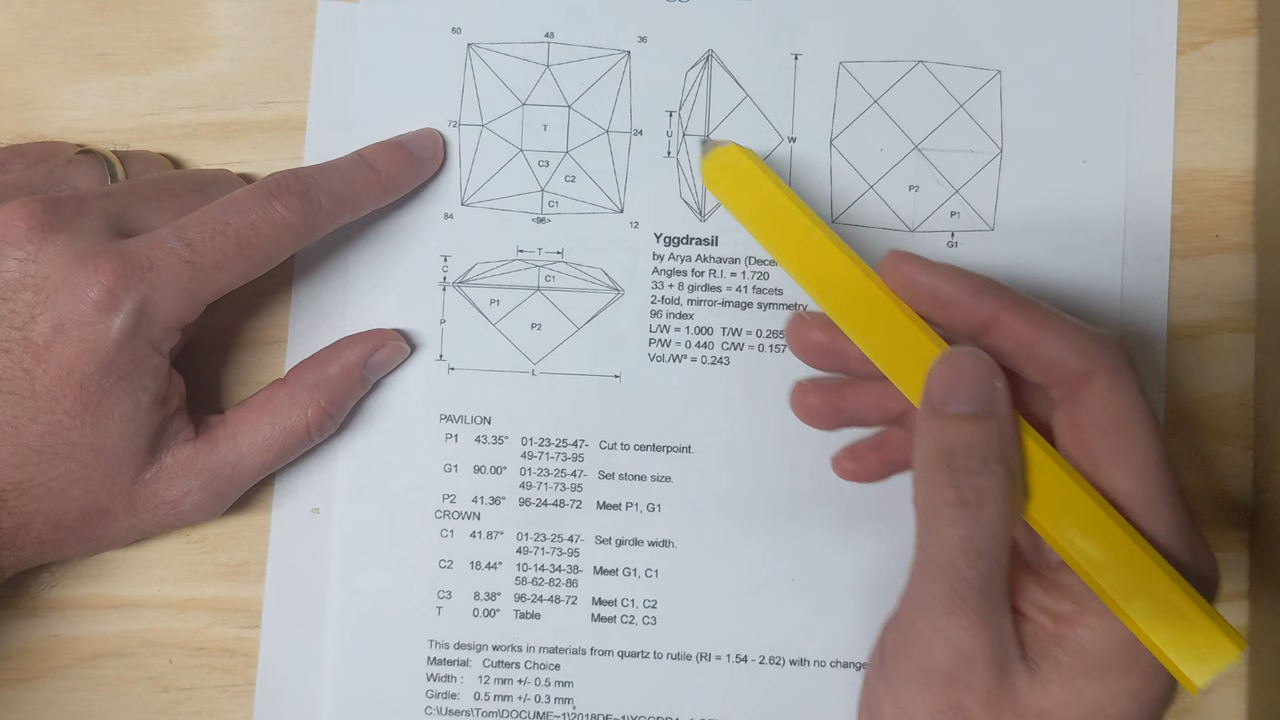 60 48 36
72 T 24
C3
C2
C1
84 <96> 12
U W
P2
P1
G1
T
C C1
P P1
P2
L
Yggdrasil
by Arya Akhavan
Angles for R.I. = 1.720
33 + 8 girdles = 41 facets
2-fold, mirror-image symmetry
96 index
L/W = 1.000 T/W = 0.265
P/W = 0.440 C/W = 0.157
Vol./W³ = 0.243
PAVILION
P1 43.35° 01-23-25-47- Cut to centerpoint.
49-71-73-95
G1 90.00° 01-23-25-47- Set stone size.
49-71-73-95
P2 41.36° 96-24-48-72 Meet P1, G1
CROWN
C1 41.87° 01-23-25-47- Set girdle width.
49-71-73-95
C2 18.44° 10-14-34-38- Meet G1, C1
58-62-82-86
C3 8.38° 96-24-48-72 Meet C1, C2
T 0.00° Table Meet C2, C3
This design works in materials from quartz to rutile (RI = 1.54 - 2.62) with no change
Material: Cutters Choice
Width : 12 mm +/- 0.5 mm
Girdle: 0.5 mm +/- 0.3 mm